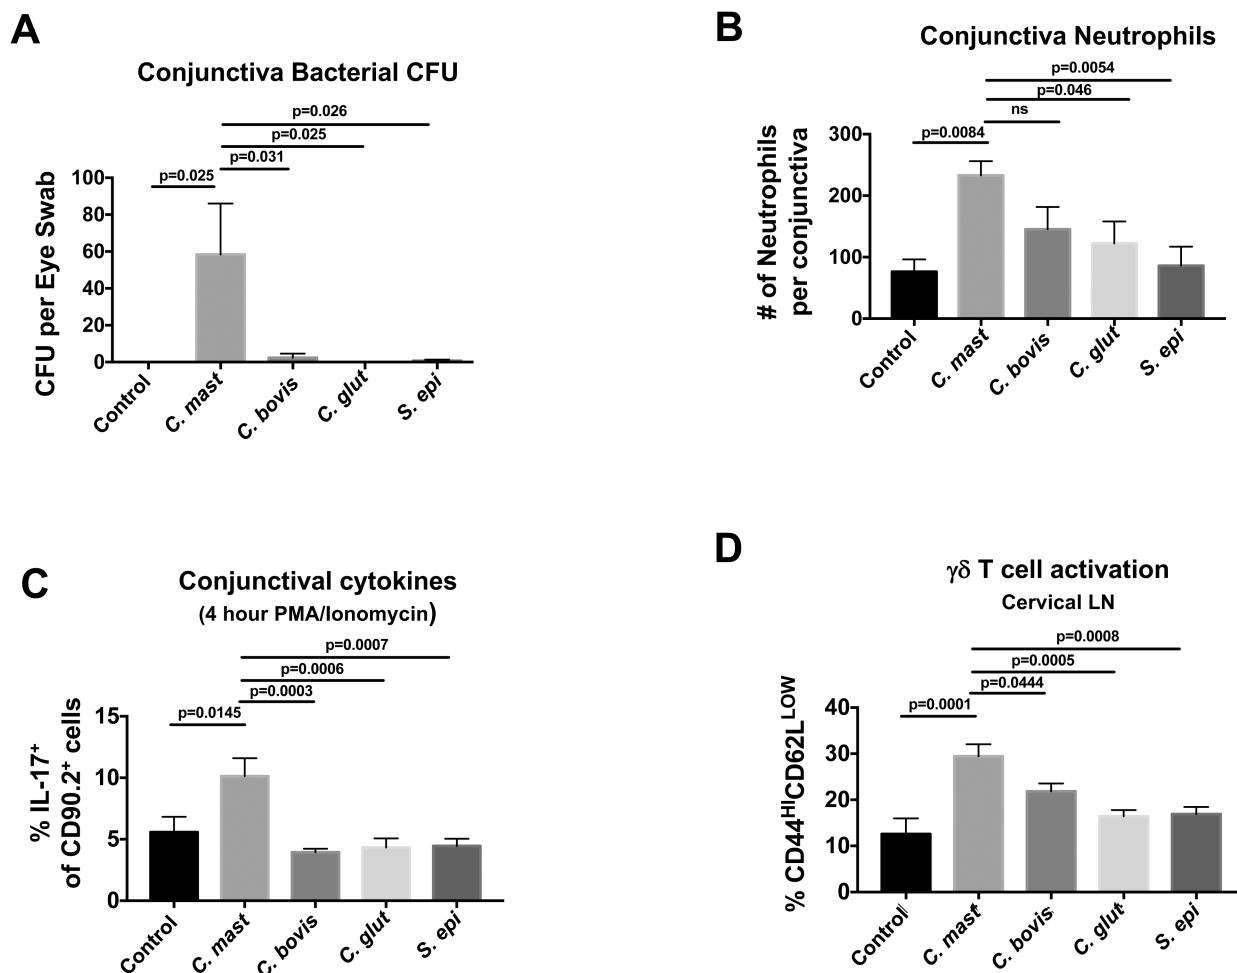 A
Conjunctiva Bacterial CFU
p=0.026
p=0.025
p=0.031
p=0.025
CFU per Eye Swab
100
80
60
40
20
0
Control
C. mast
C. bovis
C. glut
S. epi
B
Conjunctiva Neutrophils
p=0.0054
p=0.046
ns
p=0.0084
# of Neutrophils
per conjunctiva
300
200
100
0
Control
C. mast
C. bovis
C. glut
S. epi
C
Conjunctival cytokines
(4 hour PMA/Ionomycin)
p=0.0007
p=0.0006
p=0.0003
p=0.0145
% IL-17⁺
of CD90.2⁺ cells
15
10
5
0
Control
C. mast
C. bovis
C. glut
S. epi
D
γδ T cell activation
Cervical LN
p=0.0008
p=0.0005
p=0.0444
p=0.0001
% CD44ᴴᴵCD62Lᴸᴼᵂ
40
30
20
10
0
Control
C. mast
C. bovis
C. glut
S. epi